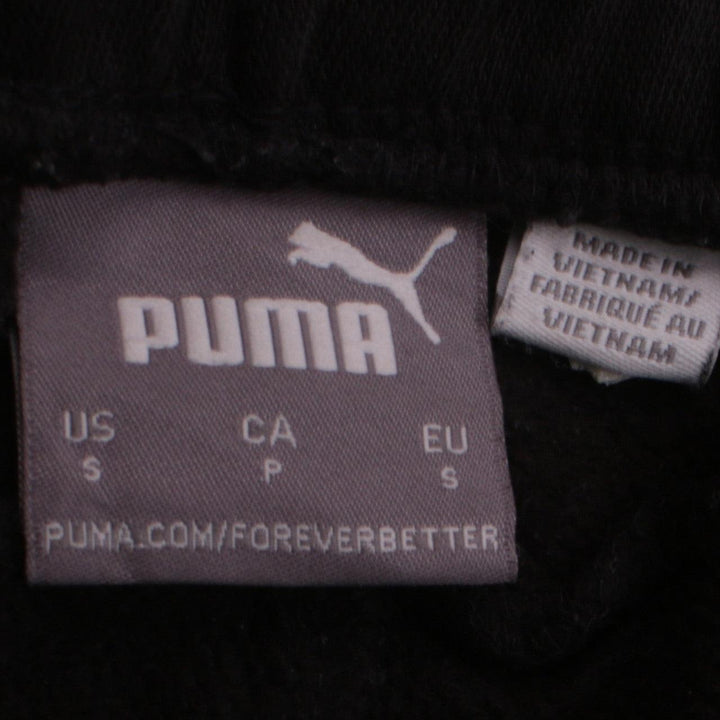 PUMA
US CA EU
S P S
PUMA.COM/FOREVERBETTER
MADE IN
VIETNAM/
FABRIQUÉ AU
VIETNAM